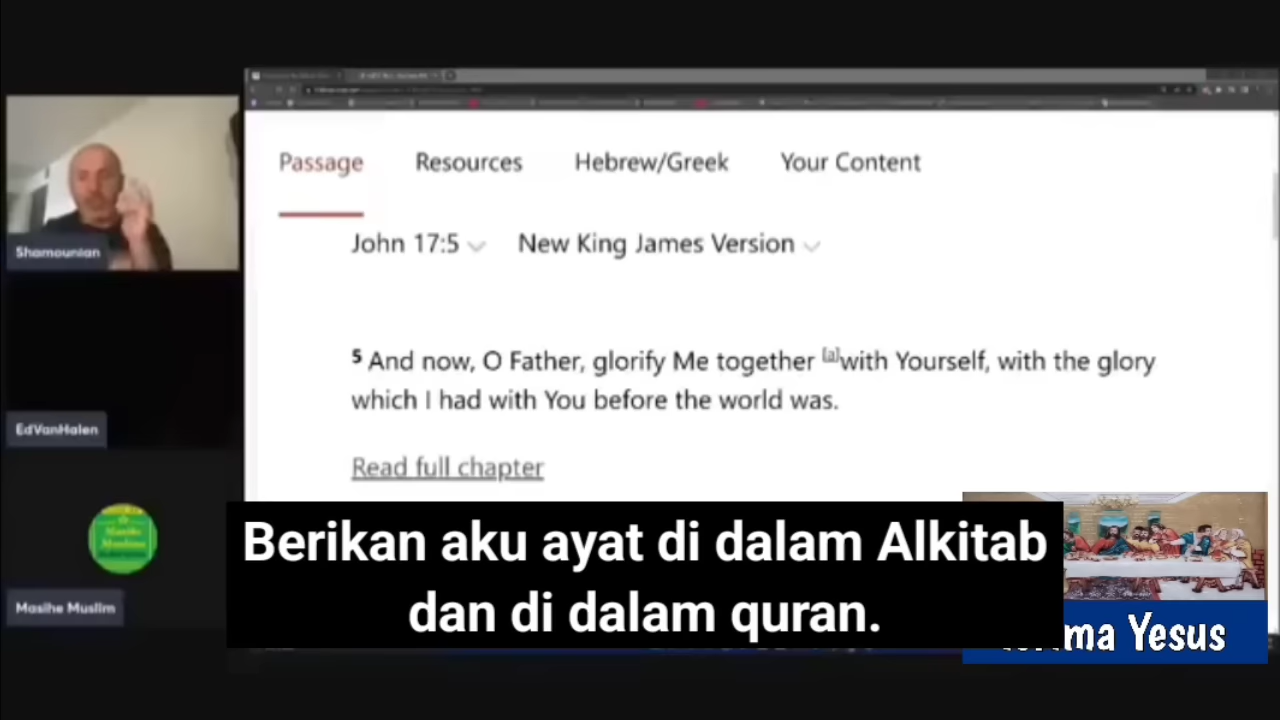 Passage
Resources
Hebrew/Greek
Your Content
John 17:5
New King James Version
5 And now, O Father, glorify Me together [a]with Yourself, with the glory
which I had with You before the world was.
Read full chapter
Shamounian
EdVanHalen
Masihe Muslim
Berikan aku ayat di dalam Alkitab
dan di dalam quran.
Yesus